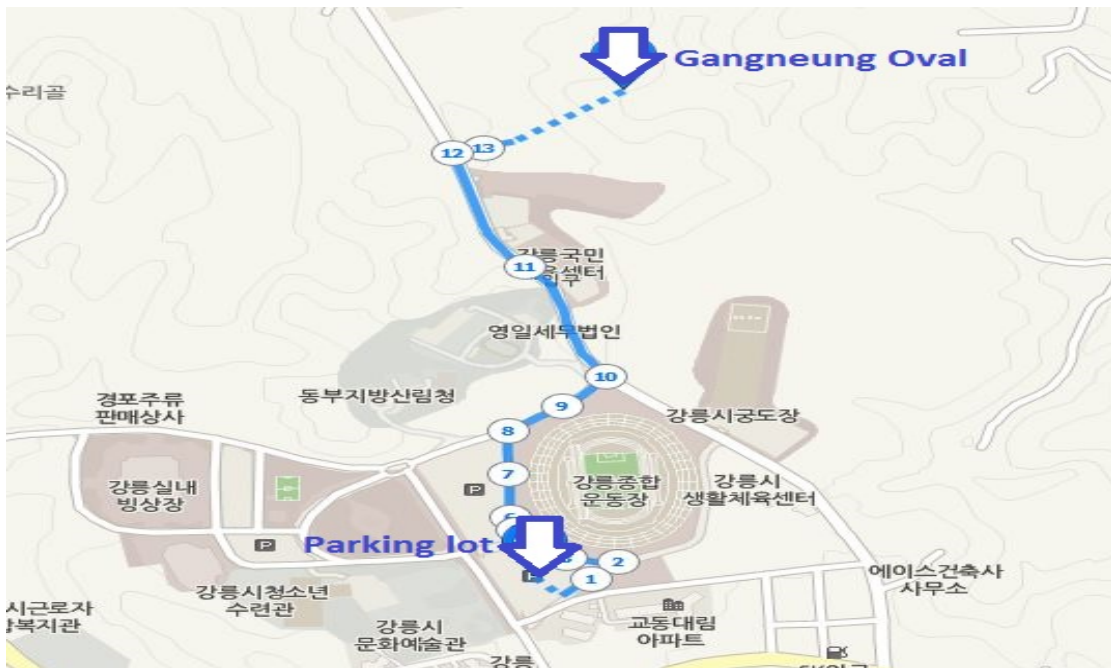 Gangneung Oval
수리골
13
12
강릉국민
11
센터
입구
영일세무법인
10
동부지방산림청
경포주류
판매상사
9
강릉시궁도장
8
7
P
강릉실내
빙상장
강릉종합
운동장
강릉시
생활체육센터
6
Parking lot
P
2
1
강릉시청소년
수련관
에이스건축사
사무소
시근로자
복지관
강릉시
문화예술관
교동대림
아파트
강릉